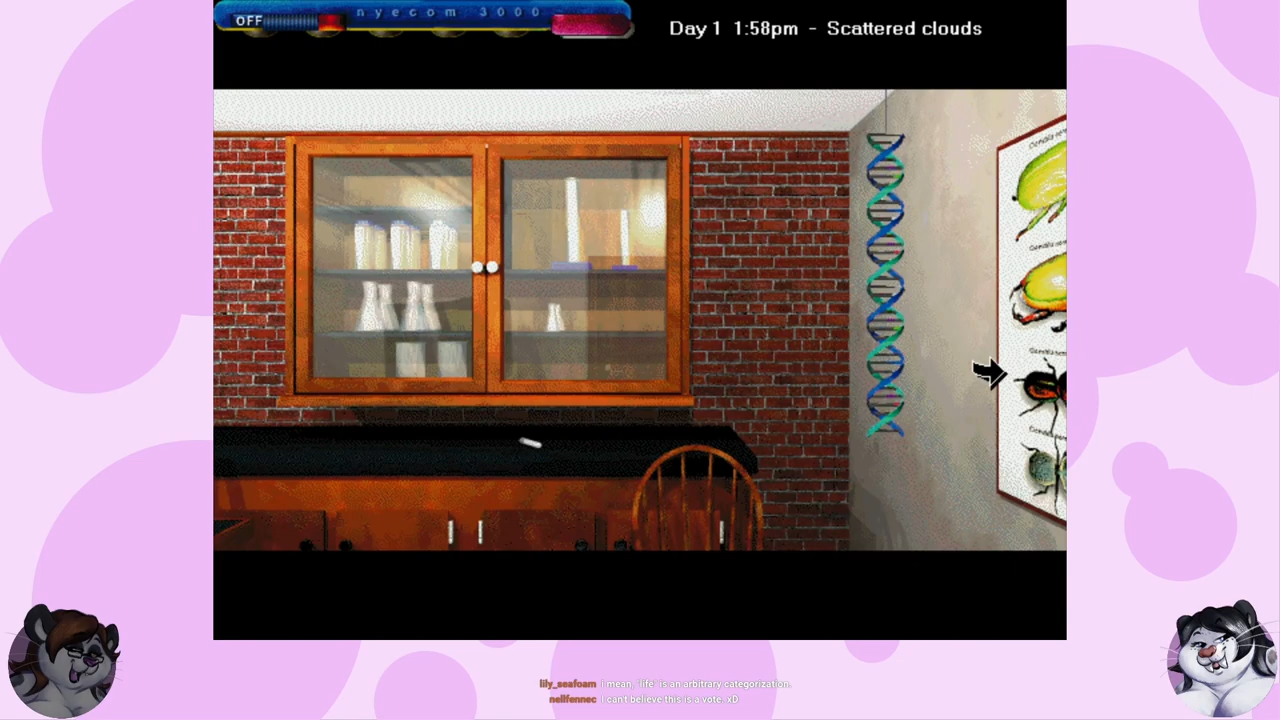 OFF
nyecom 3000
Day 1 1:58pm - Scattered clouds
lily_seafoam i mean, 'life' is an arbitrary categorization.
nellfennec I can't believe this is a vote. xD